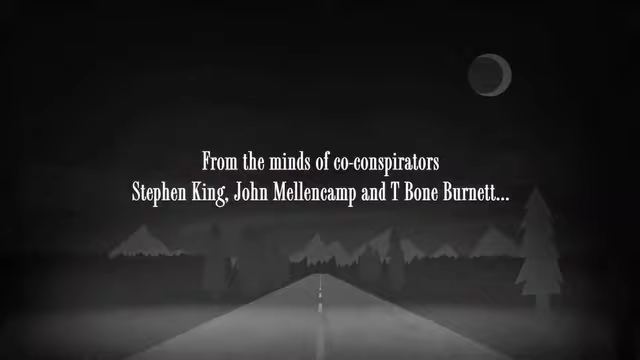 From the minds of co-conspirators
Stephen King, John Mellencamp and T Bone Burnett...